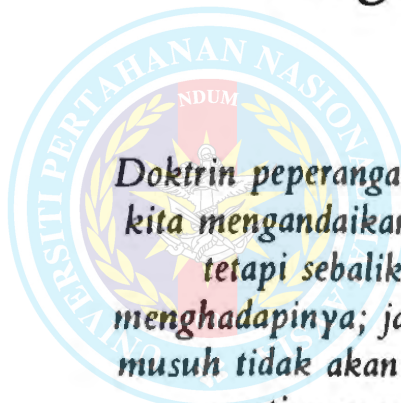 Doktrin peperanga
kita mengandaikan
tetapi sebalik
menghadapinya; ja
musuh tidak akan
UNIVERSITI PERTAHANAN NASIONAL
NDUM